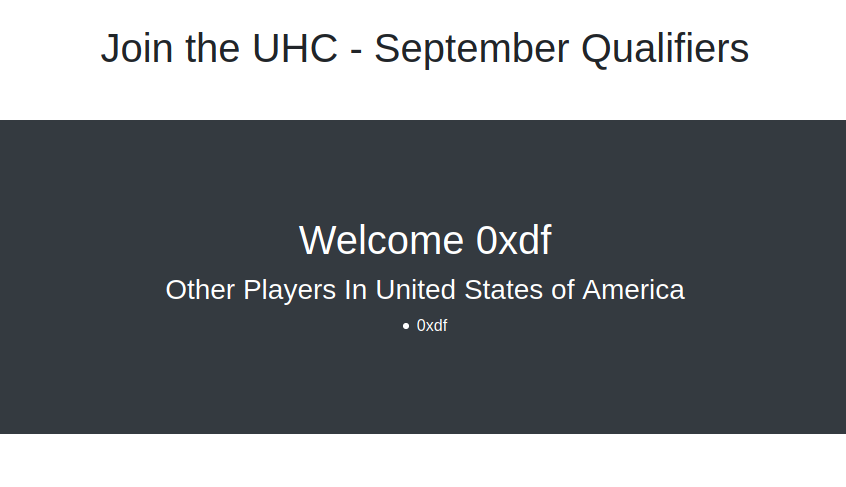 Join the UHC - September Qualifiers
Welcome 0xdf
Other Players In United States of America
• 0xdf